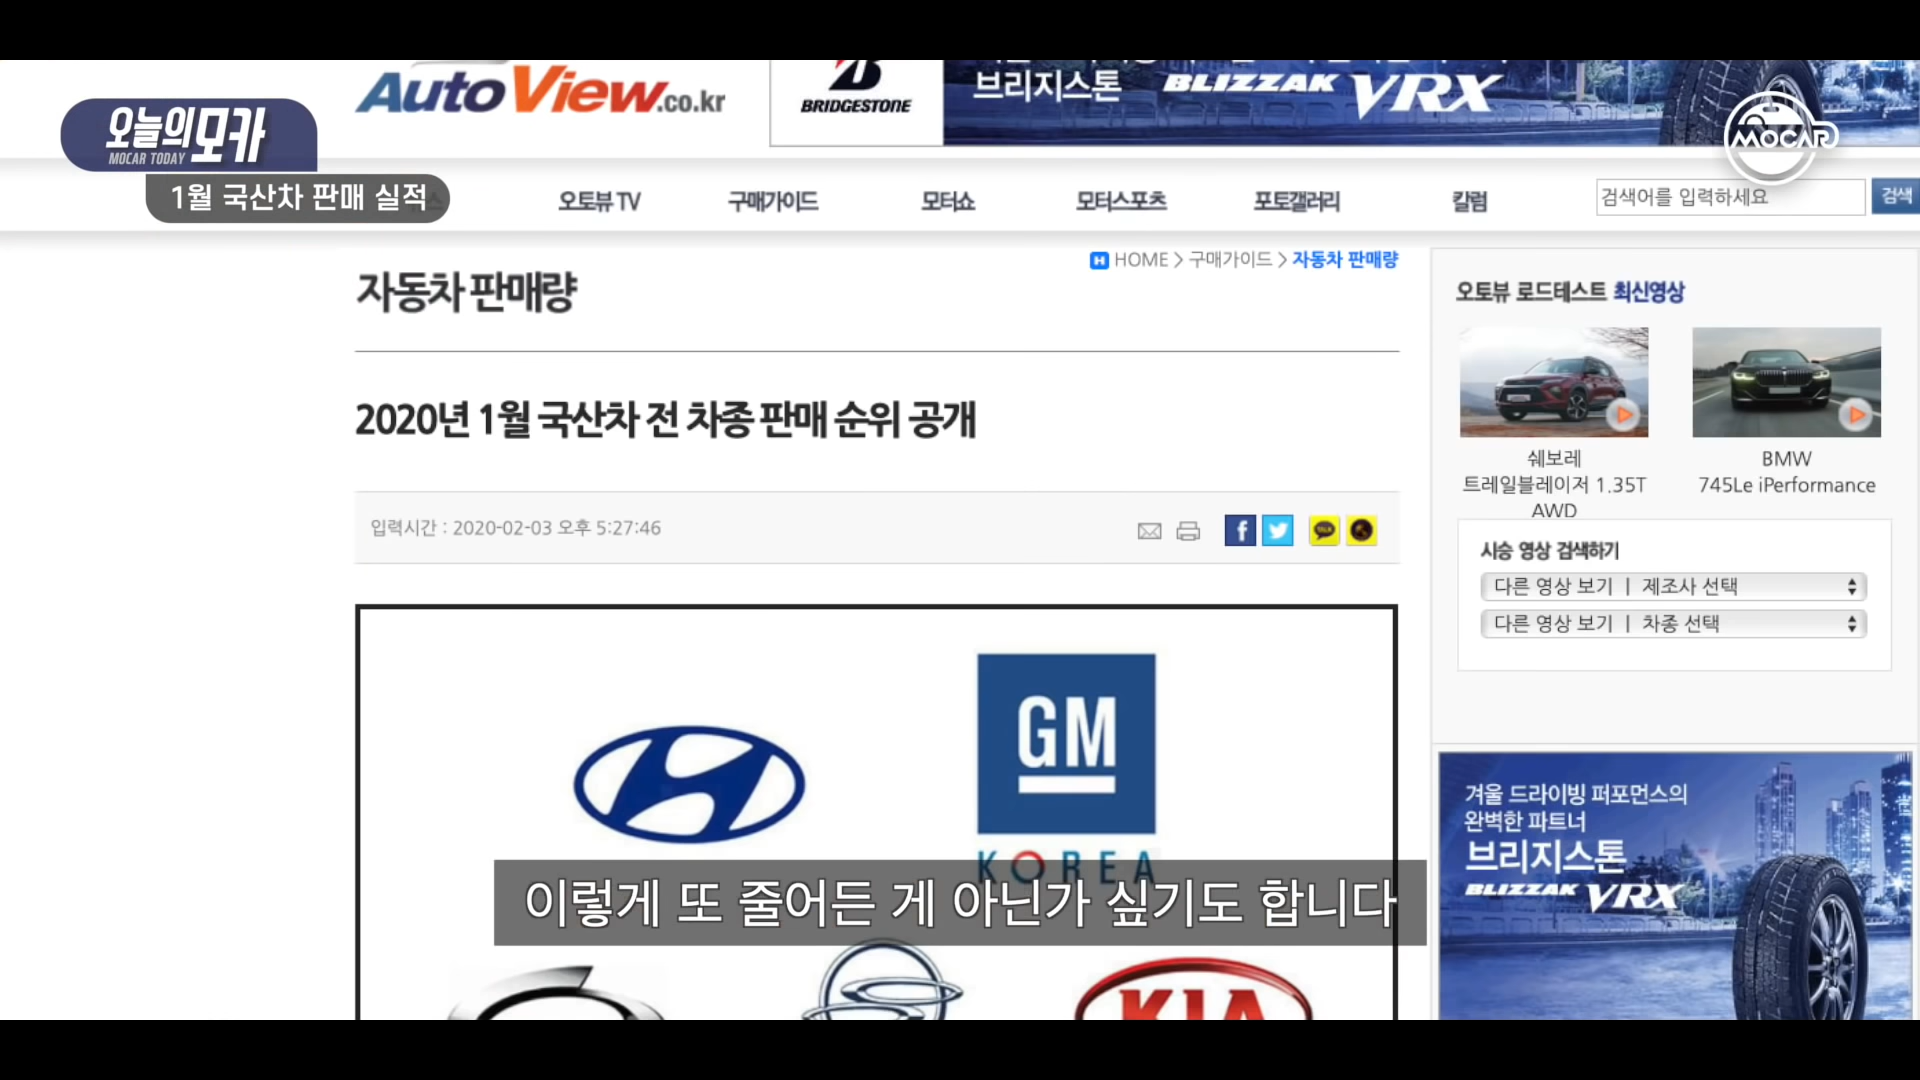 AutoView.co.kr
BRIDGESTONE
브리지스톤 BLIZZAK VRX
오늘의모카
MOCAR TODAY
MOCAR
1월 국산차 판매 실적
오토뷰 TV
구매가이드
모터쇼
모터스포츠
포토갤러리
칼럼
검색어를 입력하세요
검색
H HOME > 구매가이드 > 자동차 판매량
자동차 판매량
2020년 1월 국산차 전 차종 판매 순위 공개
입력시간 : 2020-02-03 오후 5:27:46
f
TALK
GM
KOREA
이렇게 또 줄어든 게 아닌가 싶기도 합니다
KIA
오토뷰 로드테스트 최신영상
쉐보레
트레일블레이저 1.35T
AWD
BMW
745Le iPerformance
시승 영상 검색하기
다른 영상 보기 | 제조사 선택
다른 영상 보기 | 차종 선택
겨울 드라이빙 퍼포먼스의
완벽한 파트너
브리지스톤
BLIZZAK VRX